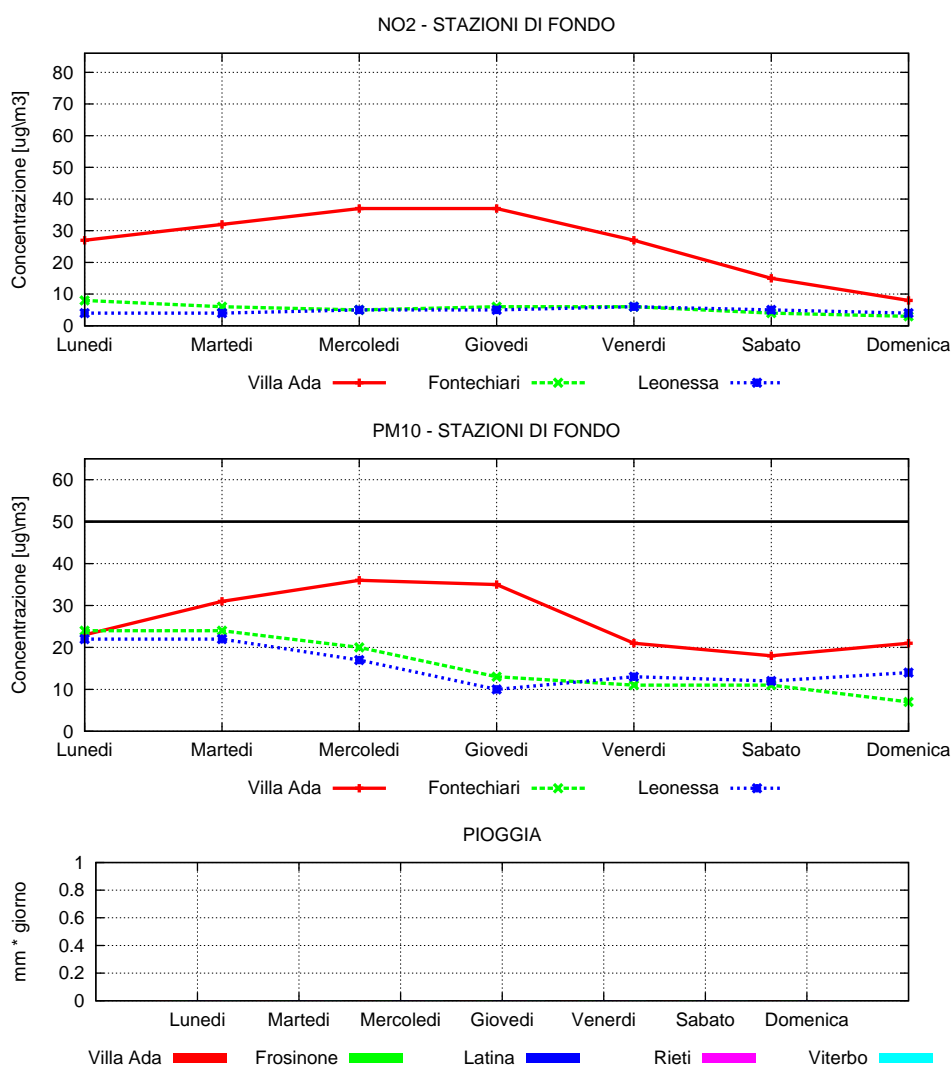 NO2 - STAZIONI DI FONDO
Concentrazione [ug\m3]
80
70
60
50
40
30
20
10
0
Lunedi Martedi Mercoledi Giovedi Venerdi Sabato Domenica
Villa Ada Fontechiari Leonessa
PM10 - STAZIONI DI FONDO
Concentrazione [ug\m3]
60
50
40
30
20
10
0
Lunedi Martedi Mercoledi Giovedi Venerdi Sabato Domenica
Villa Ada Fontechiari Leonessa
PIOGGIA
mm * giorno
1
0.8
0.6
0.4
0.2
0
Lunedi Martedi Mercoledi Giovedi Venerdi Sabato Domenica
Villa Ada Frosinone Latina Rieti Viterbo